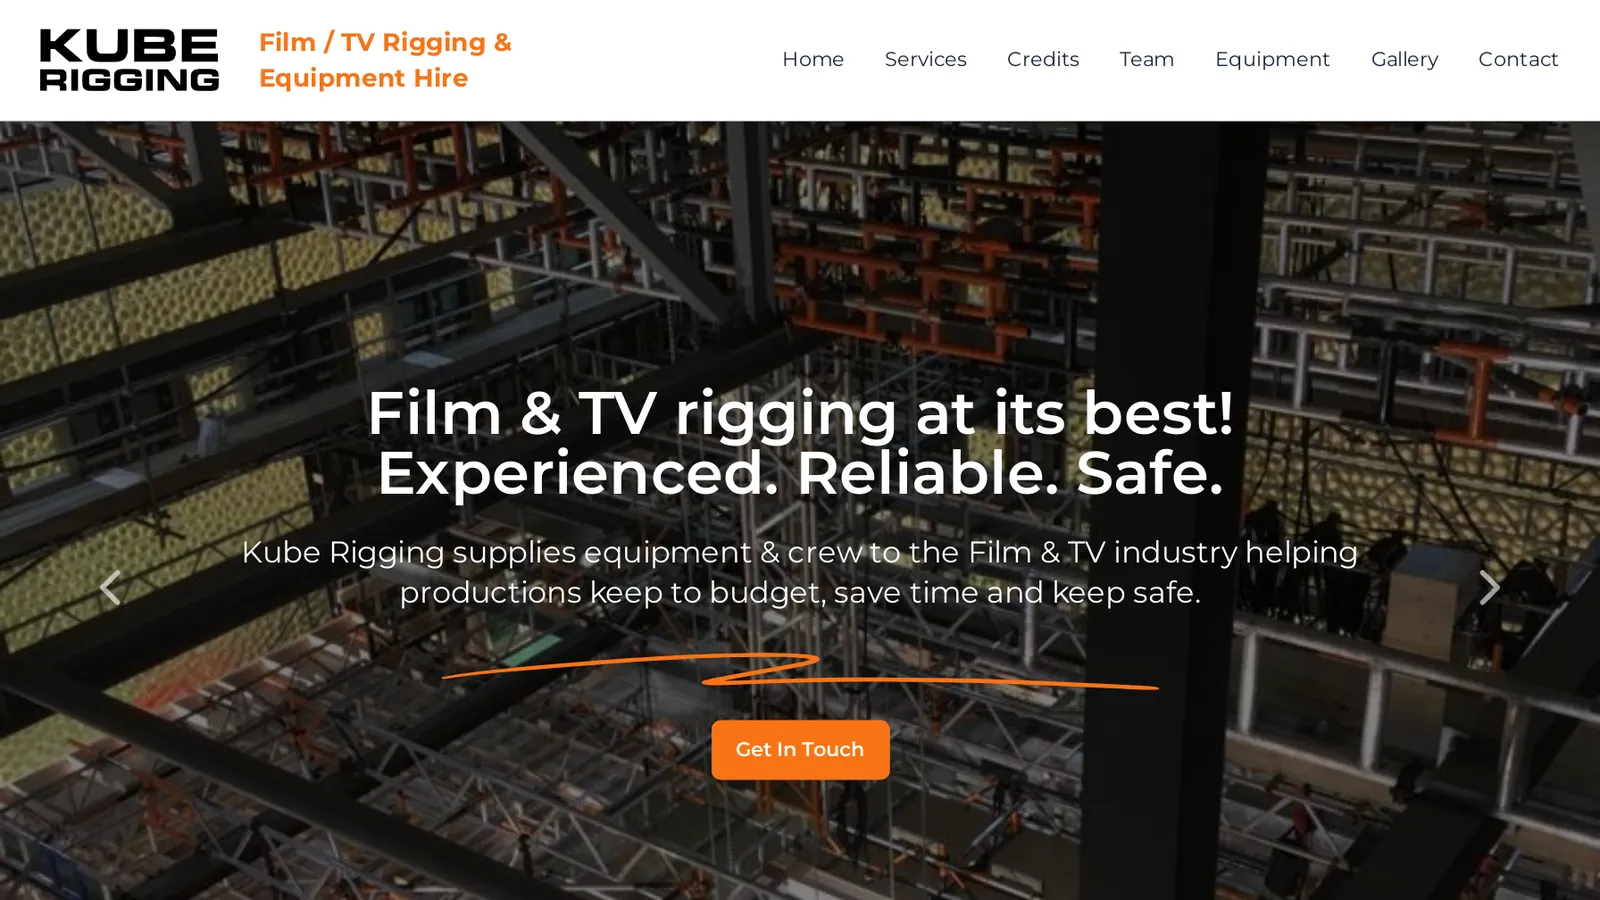 KUBE
RIGGING
Film / TV Rigging &
Equipment Hire
Home
Services
Credits
Team
Equipment
Gallery
Contact
Film & TV rigging at its best!
Experienced. Reliable. Safe.
Kube Rigging supplies equipment & crew to the Film & TV industry helping
productions keep to budget, save time and keep safe.
Get In Touch